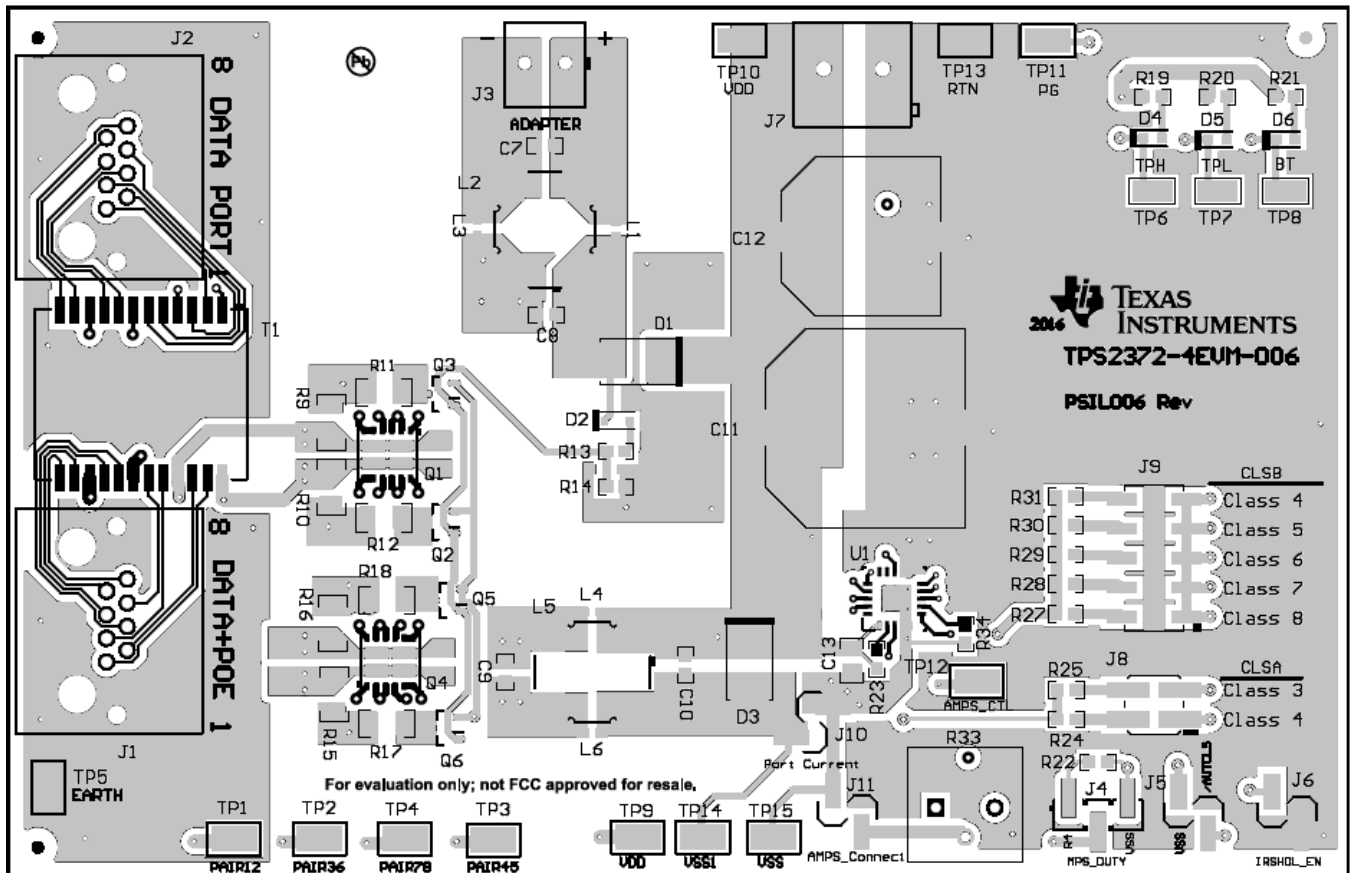 J2
8 DATA PORT 1
Pb
-
+
J3
ADAPTER
C7
L2
L3
L1
C8
TP10
VDD
J7
TP13
RTN
TP11
PG
R19
R20
R21
D4
D5
D6
TPH
TPL
BT
TP6
TP7
TP8
C12
T1
D1
2016
TEXAS
INSTRUMENTS
TPS2372-4EVM-006
PSIL006 Rev
R11
Q3
R9
D2
C11
R13
Q1
R14
R10
R12
Q2
J9
CLSB
R31
Class 4
R30
Class 5
R29
Class 6
R28
Class 7
R27
Class 8
U1
8 DATA+POE 1
R18
R16
Q5
L5
L4
C9
Q4
C10
C13
R34
R23
TP12
AMPS_CTL
R25
J8
CLSA
Class 3
Class 4
R24
D3
R15
R17
Q6
L6
J10
Port Current
J1
R33
R22
J4
J5
AUTCLS
J6
TP5
EARTH
For evaluation only; not FCC approved for resale.
J11
TP1
PAIR12
TP2
PAIR36
TP4
PAIR78
TP3
PAIR45
TP9
VDD
TP14
VSS1
TP15
VSS
R4
VSS
VSS
MPS_DUTY
IRSHDL_EN